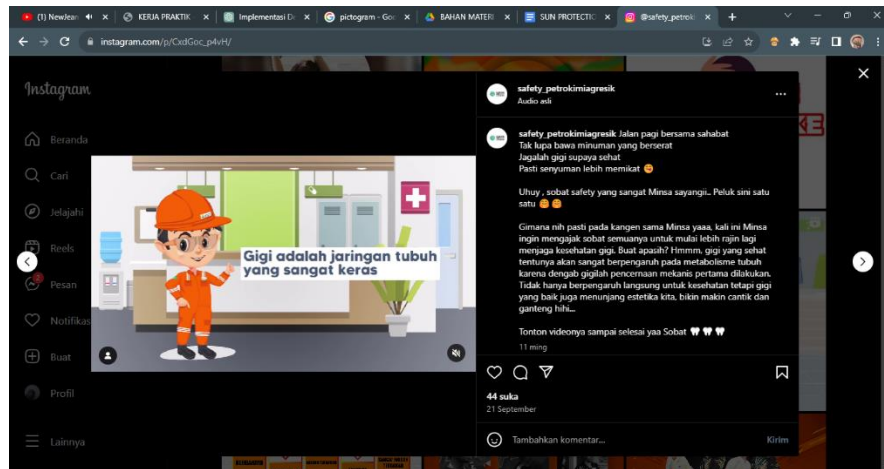 (1) NewJean
KERJA PRAKTIK
Implementasi D
pictogram - Goo
BAHAN MATERI
SUN PROTECTIO
@safety_petroki
instagram.com/p/CxdGoc_p4vH/
Instagram
Beranda
Cari
Jelajahi
Reels
2
Pesan
Notifikas
Buat
Profil
Lainnya
Gigi adalah jaringan tubuh
yang sangat keras
safety_petrokimiagresik
Audio asli
safety_petrokimiagresik Jalan pagi bersama sahabat
Tak lupa bawa minuman yang berserat
Jagalah gigi supaya sehat
Pasti senyuman lebih memikat 😘
Uhuy , sobat safety yang sangat Minsa sayangii.. Peluk sini satu
satu 🤗 🤗
Gimana nih pasti pada kangen sama Minsa yaaa, kali ini Minsa
ingin mengajak sobat semuanya untuk mulai lebih rajin lagi
menjaga kesehatan gigi. Buat apasih? Hmmm, gigi yang sehat
tentunya akan sangat berpengaruh pada metabolisme tubuh
karena dengab gigilah pencernaan mekanis pertama dilakukan.
Tidak hanya berpengaruh langsung untuk kesehatan tetapi gigi
yang baik juga menunjang estetika kita, bikin makin cantik dan
ganteng hihi...
Tonton videonya sampai selesai yaa Sobat 🦷 🦷 🦷
11 ming
44 suka
21 September
Tambahkan komentar...
Kirim